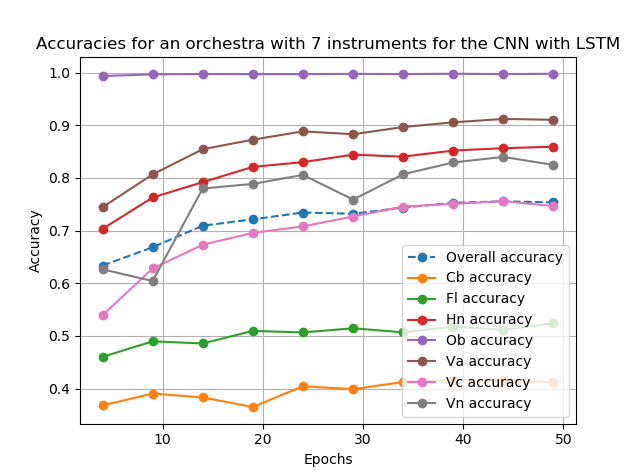 Accuracies for an orchestra with 7 instruments for the CNN with LSTM
1.0
0.9
0.8
0.7
0.6
0.5
0.4
Accuracy
Overall accuracy
Cb accuracy
Fl accuracy
Hn accuracy
Ob accuracy
Va accuracy
Vc accuracy
Vn accuracy
10 20 30 40 50
Epochs